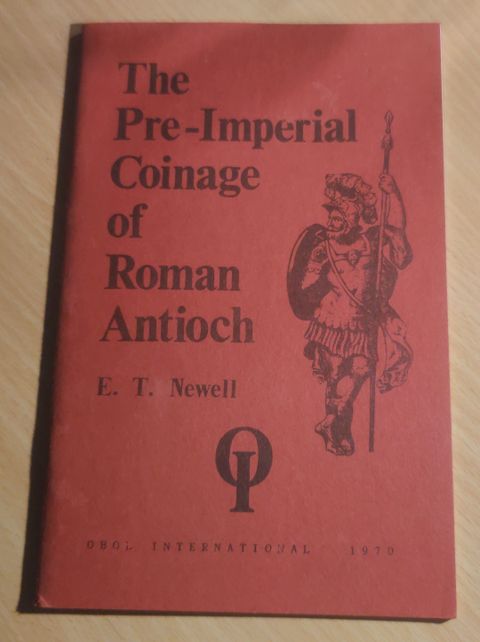 The
Pre-Imperial
Coinage
of
Roman
Antioch
E. T. Newell
OI
OBOL INTERNATIONAL 1970